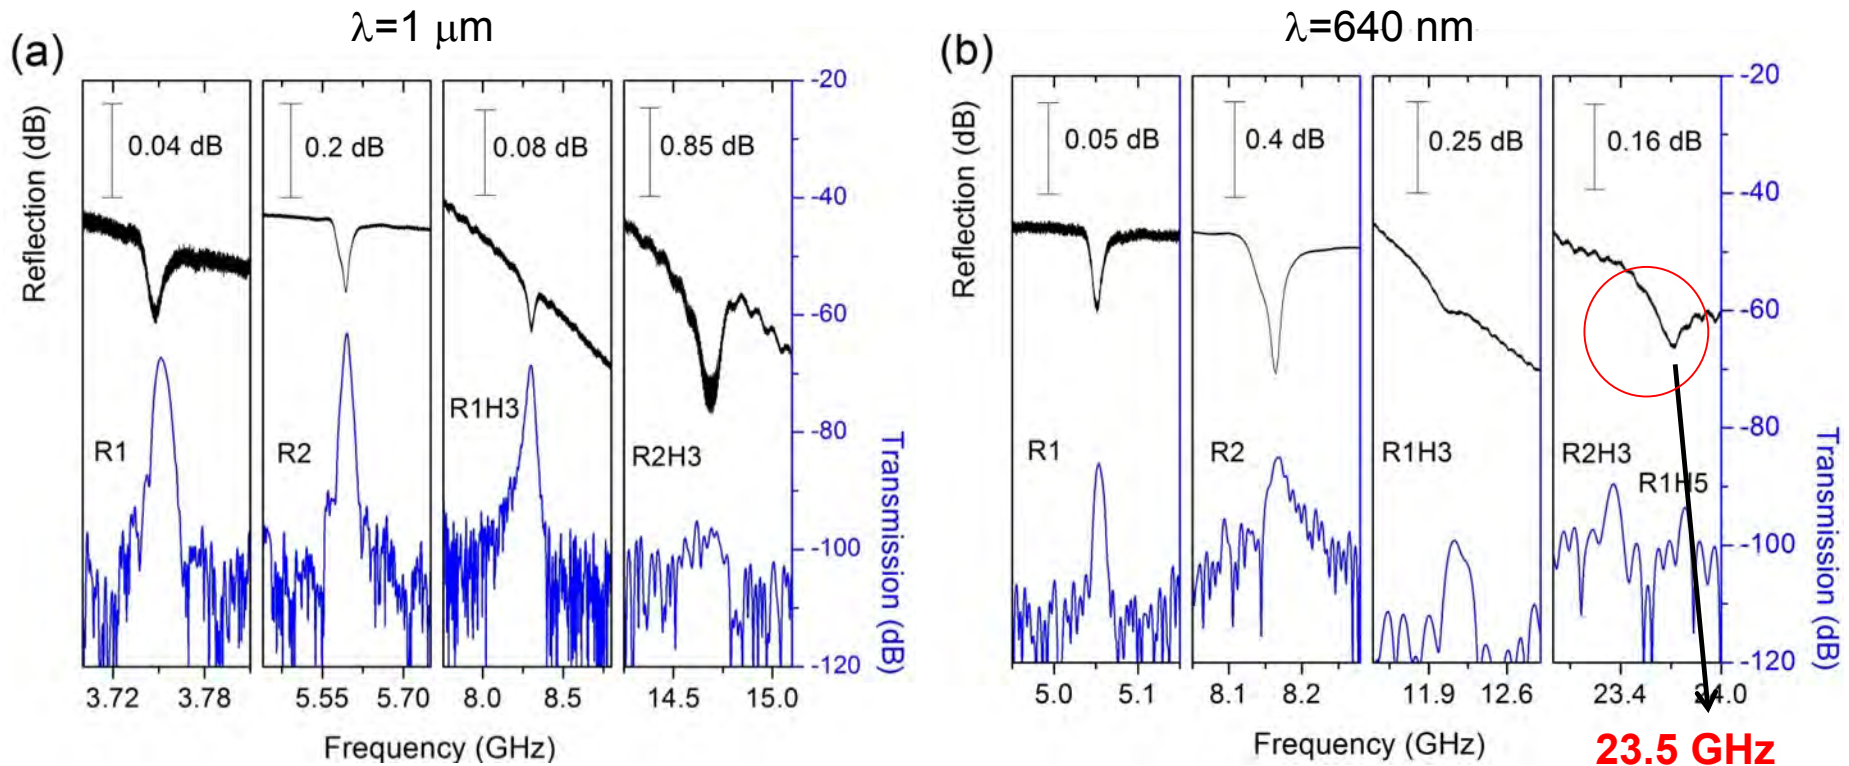 λ=1 μm
(a)
Reflection (dB)
0.04 dB
0.2 dB
0.08 dB
0.85 dB
R1
R2
R1H3
R2H3
-20
-40
-60
-80
-100
-120
Transmission (dB)
3.72 3.78 5.55 5.70 8.0 8.5 14.5 15.0
Frequency (GHz)
λ=640 nm
(b)
Reflection (dB)
0.05 dB
0.4 dB
0.25 dB
0.16 dB
R1
R2
R1H3
R2H3
R1H5
-20
-40
-60
-80
-100
-120
Transmission (dB)
5.0 5.1 8.1 8.2 11.9 12.6 23.4 24.0
Frequency (GHz)
23.5 GHz